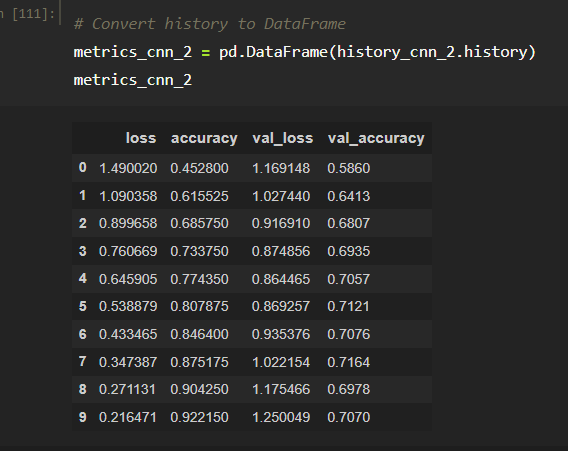 n [111]:
# Convert history to DataFrame
metrics_cnn_2 = pd.DataFrame(history_cnn_2.history)
metrics_cnn_2
loss accuracy val_loss val_accuracy
0 1.490020 0.452800 1.169148 0.5860
1 1.090358 0.615525 1.027440 0.6413
2 0.899658 0.685750 0.916910 0.6807
3 0.760669 0.733750 0.874856 0.6935
4 0.645905 0.774350 0.864465 0.7057
5 0.538879 0.807875 0.869257 0.7121
6 0.433465 0.846400 0.935376 0.7076
7 0.347387 0.875175 1.022154 0.7164
8 0.271131 0.904250 1.175466 0.6978
9 0.216471 0.922150 1.250049 0.7070